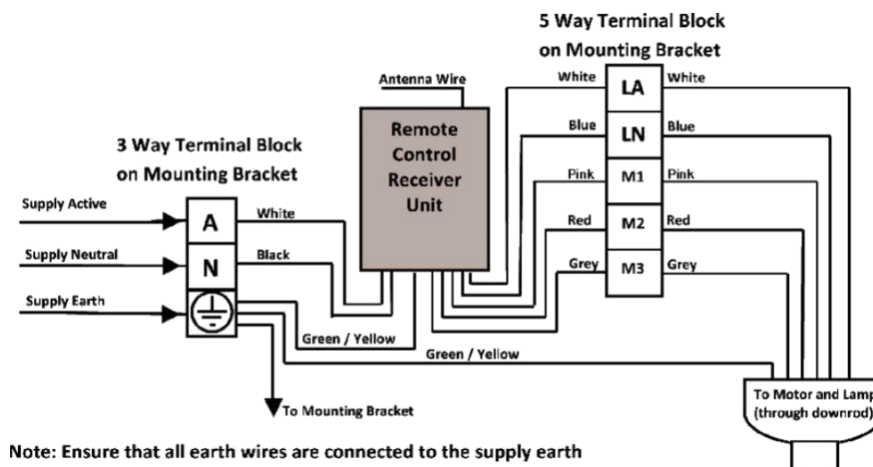 5 Way Terminal Block
on Mounting Bracket
Antenna Wire
White
LA
White
Remote
Control
Receiver
Unit
Blue
LN
Blue
3 Way Terminal Block
on Mounting Bracket
Pink
M1
Pink
Supply Active
A
White
Red
M2
Red
Supply Neutral
N
Black
Grey
M3
Grey
Supply Earth
Green / Yellow
Green / Yellow
To Mounting Bracket
To Motor and Lamp
(through downrod)
Note: Ensure that all earth wires are connected to the supply earth